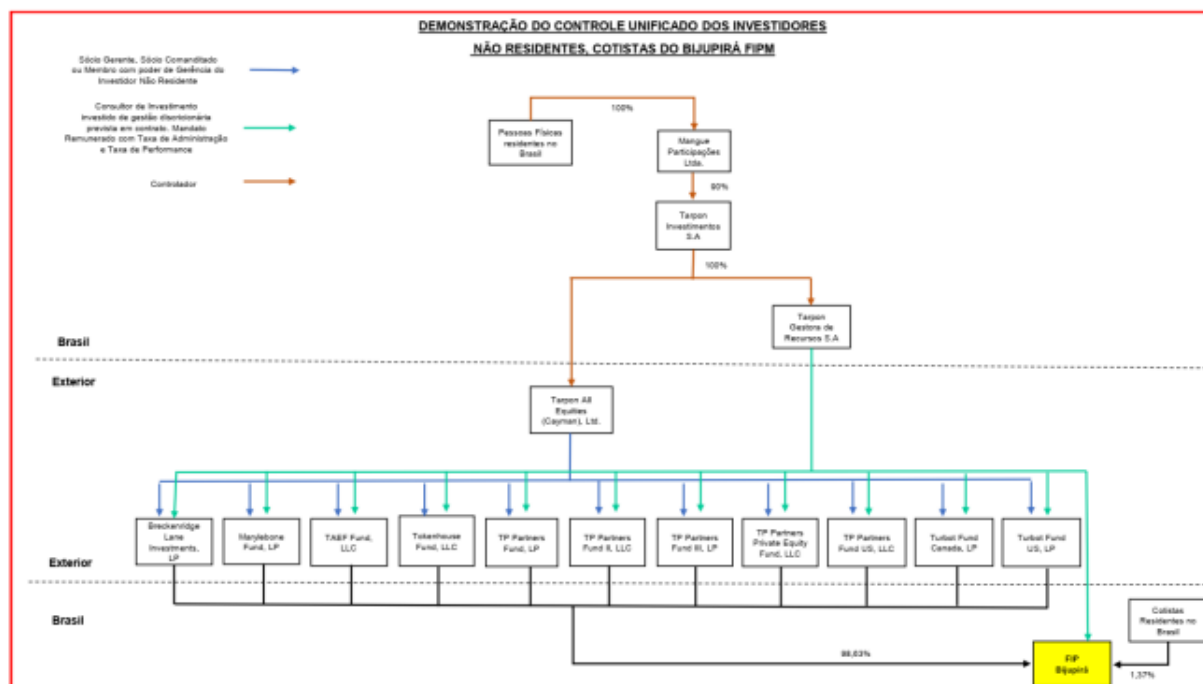 DEMONSTRAÇÃO DO CONTROLE UNIFICADO DOS INVESTIDORES
NÃO RESIDENTES, COTISTAS DO BIJUPIRÁ FIPM
Sócio Gerente, Sócio Comanditado
ou Membro com poder de Gerência do
Investidor Não Residente
Consultor de Investimento
investido de gestão discricionária
prevista em contrato. Mandato
Remunerado com Taxa de Administração
e Taxa de Performance
Controlador
100%
Pessoas Físicas
residentes no
Brasil
Mangue
Participações
Ltda.
90%
Tarpon
Investimentos
S.A
100%
Tarpon
Gestora de
Recursos S.A
Brasil
Exterior
Tarpon All
Equities
(Cayman), Ltd.
Breckenridge
Lane
Investments,
LP
Marylebone
Fund, LP
TAEF Fund,
LLC
Tokenhouse
Fund, LLC
TP Partners
Fund, LP
TP Partners
Fund II, LLC
TP Partners
Fund III, LP
TP Partners
Private Equity
Fund, LLC
TP Partners
Fund US, LLC
Turbot Fund
Canada, LP
Turbot Fund
US, LP
Exterior
Brasil
Cotistas
Residentes no
Brasil
98,63%
FIP
Bijupirá
1,37%